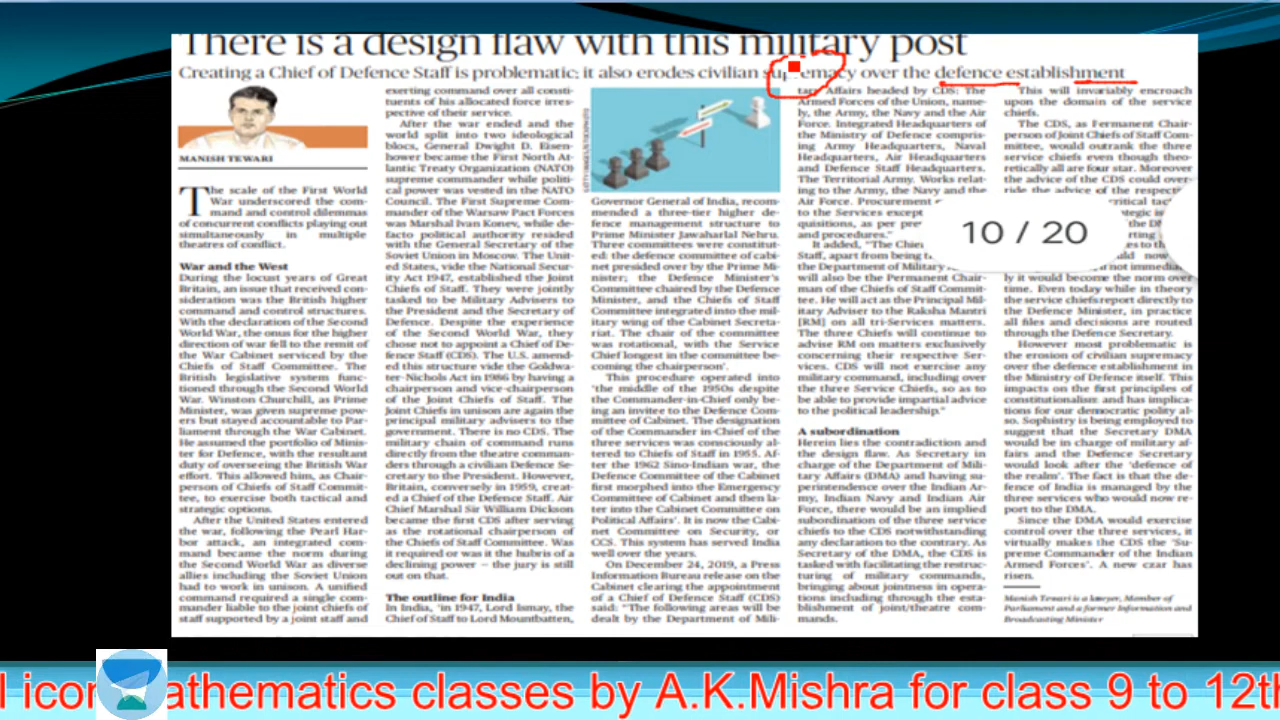 There is a design flaw with this military post
Creating a Chief of Defence Staff is problematic; it also erodes civilian supremacy over the defence establishment
MANISH TEWARI
The scale of the First World
War underscored the com-
mand and control dilemmas
of concurrent conflicts playing out
simultaneously in multiple
theatres of conflict.
War and the West
During the locust years of Great
Britain, an issue that received con-
sideration was the British higher
command and control structures.
With the declaration of the Second
World War, the onus for the higher
direction of war fell to the remit of
the War Cabinet serviced by the
Chiefs of Staff Committee. The
British legislative system func-
tioned through the Second World
War. Winston Churchill, as Prime
Minister, was given supreme pow-
ers but stayed accountable to Par-
liament through the War Cabinet.
He assumed the portfolio of Minis-
ter for Defence, with the resultant
duty of overseeing the British War
effort. This allowed him, as Chair-
person of Chiefs of Staff Commit-
tee, to exercise both tactical and
strategic options.
After the United States entered
the war, following the Pearl Har-
bor attack, an integrated com-
mand became the norm during
the Second World War as diverse
allies including the Soviet Union
had to work in unison. A unified
command required a single com-
mander liable to the joint chiefs of
staff supported by a joint staff and
exerting command over all consti-
tuents of his allocated force irres-
pective of their service.
After the war ended and the
world split into two ideological
blocs, General Dwight D. Eisen-
hower became the First North At-
lantic Treaty Organization (NATO)
supreme commander while politi-
cal power was vested in the NATO
Council. The First Supreme Com-
mander of the Warsaw Pact Forces
was Marshal Ivan Konev, while de-
facto political authority resided
with the General Secretary of the
Soviet Union in Moscow. The Unit-
ed States, vide the National Secur-
ity Act 1947, established the Joint
Chiefs of Staff. They were jointly
tasked to be Military Advisers to
the President and the Secretary of
Defence. Despite the experience
of the Second World War, they
chose not to appoint a Chief of De-
fence Staff (CDS). The U.S. amend-
ed this structure vide the Goldwa-
ter-Nichols Act in 1986 by having a
chairperson and vice-chairperson
of the Joint Chiefs of Staff. The
Joint Chiefs in unison are again the
principal military advisers to the
government. There is no CDS. The
military chain of command runs
directly from the theatre comman-
ders through a civilian Defence Se-
cretary to the President. However,
Britain, conversely in 1959, creat-
ed a Chief of the Defence Staff. Air
Chief Marshal Sir William Dickson
became the first CDS after serving
as the rotational chairperson of
the Chiefs of Staff Committee. Was
it required or was it the hubris of a
declining power – the jury is still
out on that.
The outline for India
In India, 'in 1947, Lord Ismay, the
Chief of Staff to Lord Mountbatten,
Governor General of India, recom-
mended a three-tier higher de-
fence management structure to
Prime Minister Jawaharlal Nehru.
Three committees were constitut-
ed: the defence committee of cabi-
net presided over by the Prime Mi-
nister; the Defence Minister's
Committee chaired by the Defence
Minister, and the Chiefs of Staff
Committee integrated into the mil-
itary wing of the Cabinet Secreta-
riat. The chair of the committee
was rotational, with the Service
Chief longest in the committee be-
coming the chairperson'.
This procedure operated into
'the middle of the 1950s despite
the Commander-in-Chief only be-
ing an invitee to the Defence Com-
mittee of Cabinet. The designation
of the Commander in-Chief of the
three services was consciously al-
tered to Chiefs of Staff in 1955. Af-
ter the 1962 Sino-Indian war, the
Defence Committee of the Cabinet
first morphed into the Emergency
Committee of Cabinet and then la-
ter into the Cabinet Committee on
Political Affairs'. It is now the Cabi-
net Committee on Security, or
CCS. This system has served India
well over the years.
On December 24, 2019, a Press
Information Bureau release on the
Cabinet clearing the appointment
of a Chief of Defence Staff (CDS)
said: "The following areas will be
dealt by the Department of Mili-
tary Affairs headed by CDS: The
Armed Forces of the Union, name-
ly, the Army, the Navy and the Air
Force. Integrated Headquarters of
the Ministry of Defence compris-
ing Army Headquarters, Naval
Headquarters, Air Headquarters
and Defence Staff Headquarters.
The Territorial Army. Works relat-
ing to the Army, the Navy and the
Air Force. Procurement
to the Services except
quisitions, as per
and procedures."
It added, "The Chief
Staff, apart from being
the Department of Military
will also be the Permanent Chair-
man of the Chiefs of Staff Commit-
tee. He will act as the Principal Mil-
itary Adviser to the Raksha Mantri
[RM] on all tri-Services matters.
The three Chiefs will continue to
advise RM on matters exclusively
concerning their respective Ser-
vices. CDS will not exercise any
military command, including over
the three Service Chiefs, so as to
be able to provide impartial advice
to the political leadership."
A subordination
Herein lies the contradiction and
the design flaw. As Secretary in
charge of the Department of Mili-
tary Affairs (DMA) and having su-
perintendence over the Indian Ar-
my, Indian Navy and Indian Air
Force, there would be an implied
subordination of the three service
chiefs to the CDS notwithstanding
any declaration to the contrary. As
Secretary of the DMA, the CDS is
tasked with facilitating the restruc-
turing of military commands,
bringing about jointness in opera-
tions including through the esta-
blishment of joint/theatre com-
mands.
This will invariably encroach
upon the domain of the service
chiefs.
The CDS, as Permanent Chair-
person of Joint Chiefs of Staff Com-
mittee, would outrank the three
service chiefs even though theo-
retically all are four star. Moreover
the advice of the CDS could over-
ride the advice of the respective
10 / 20
ly it would become the norm over
time. Even today while in theory
the service chiefs report directly to
the Defence Minister, in practice
all files and decisions are routed
through the Defence Secretary.
However most problematic is
the erosion of civilian supremacy
over the defence establishment in
the Ministry of Defence itself. This
impacts on the first principles of
constitutionalism and has implica-
tions for our democratic polity al-
so. Sophistry is being employed to
suggest that the Secretary DMA
would be in charge of military af-
fairs and the Defence Secretary
would look after the 'defence of
the realm'. The fact is that the de-
fence of India is managed by the
three services who would now re-
port to the DMA.
Since the DMA would exercise
control over the three services, it
virtually makes the CDS the 'Su-
preme Commander of the Indian
Armed Forces'. A new czar has
risen.
Manish Tewari is a lawyer, Member of
Parliament and a former Information and
Broadcasting Minister
l icon athematics classes by A.K.Mishra for class 9 to 12th